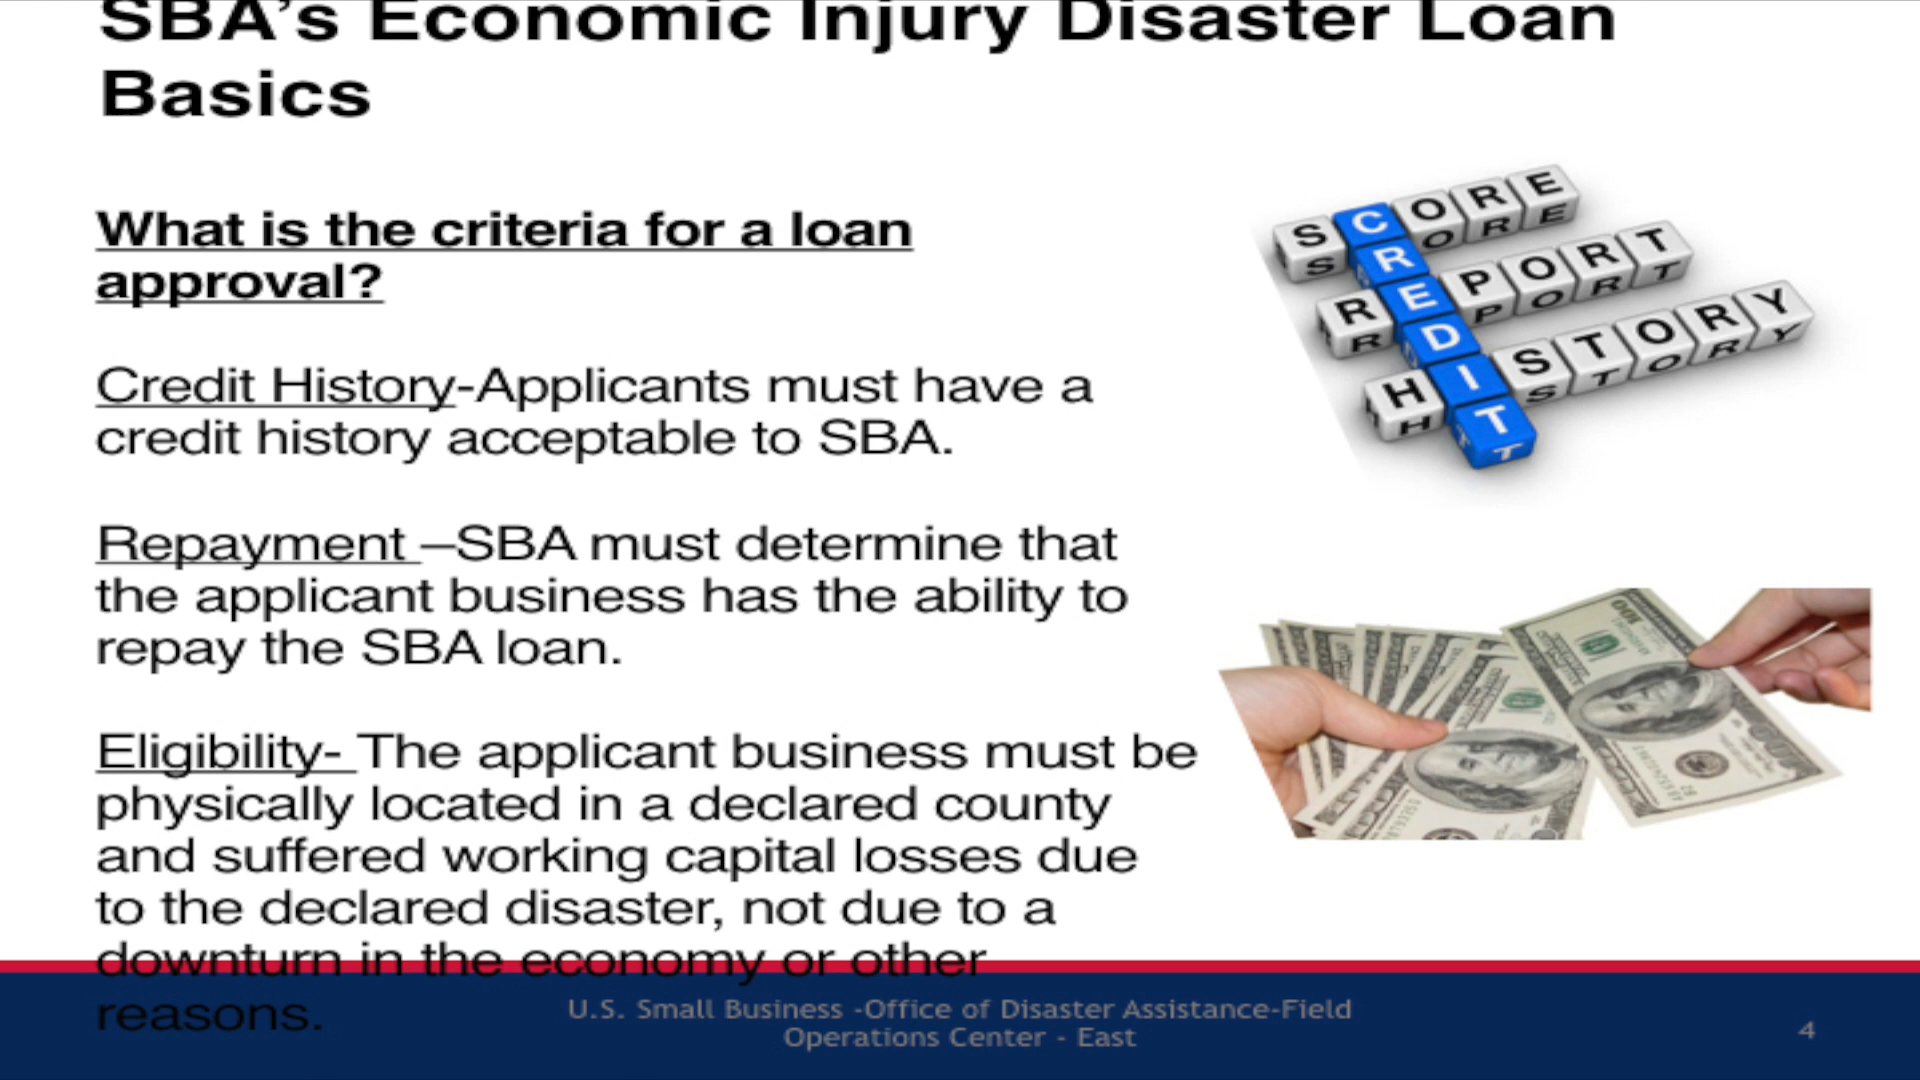 SBA's Economic Injury Disaster Loan
Basics
What is the criteria for a loan
approval?
Credit History-Applicants must have a
credit history acceptable to SBA.
Repayment –SBA must determine that
the applicant business has the ability to
repay the SBA loan.
Eligibility- The applicant business must be
physically located in a declared county
and suffered working capital losses due
to the declared disaster, not due to a
downturn in the economy or other
reasons.
SCORE
CREDIT
REPORT
HISTORY
100
U.S. Small Business -Office of Disaster Assistance-Field
Operations Center - East
4